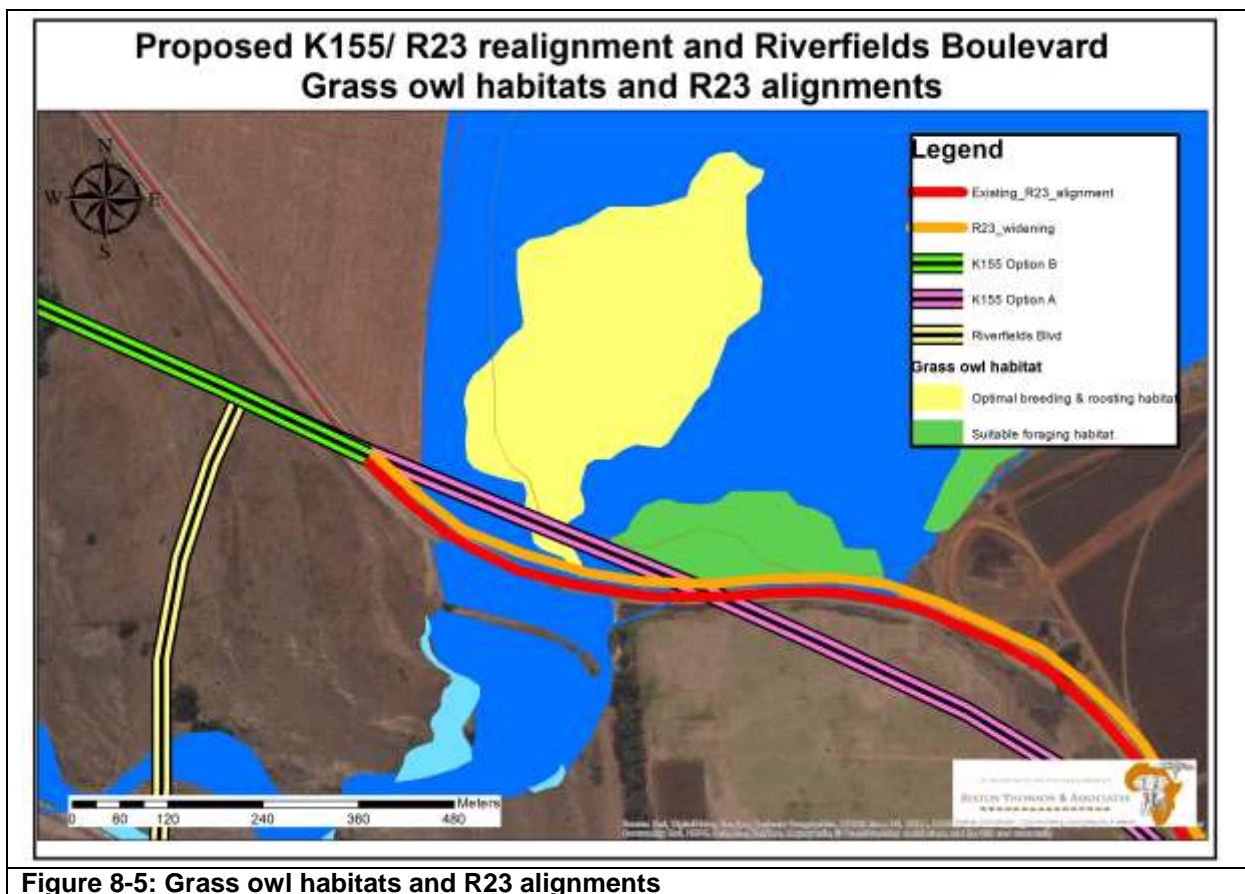 Proposed K155/ R23 realignment and Riverfields Boulevard
Grass owl habitats and R23 alignments
N
W E
S
Legend
Existing_R23_alignment
R23_widening
K155 Option B
K155 Option A
Riverfields Blvd
Grass owl habitat
Optimal breeding & roosting habitat
Suitable foraging habitat
Meters
0 60 120 240 360 480
& ASSOCIATES
Figure 8-5: Grass owl habitats and R23 alignments